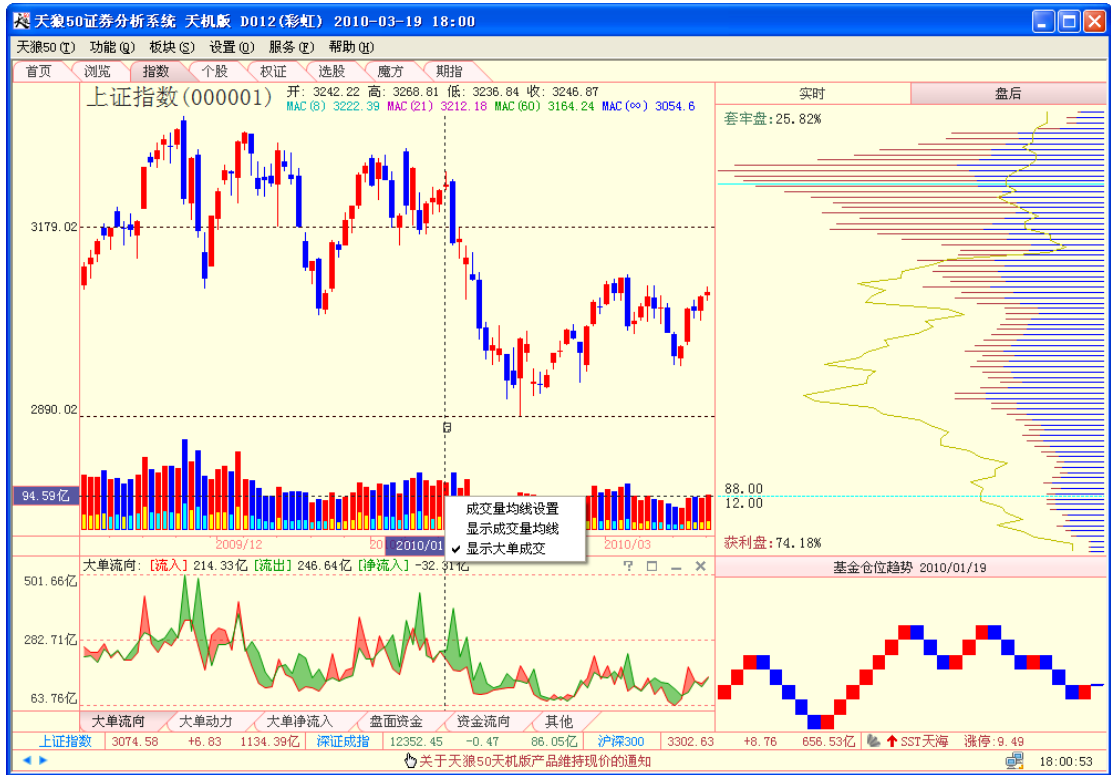 天狼50证券分析系统 天机版 D012(彩虹) 2010-03-19 18:00
天狼50(T) 功能(Q) 板块(S) 设置(O) 服务(F) 帮助(H)
首页 浏览 指数 个股 权证 选股 魔方 期指
上证指数(000001) 开: 3242.22 高: 3268.81 低: 3236.84 收: 3246.87
MAC(8) 3222.39 MAC(21) 3212.18 MAC(60) 3164.24 MAC(∞) 3054.6
实时 盘后
套牢盘:25.82%
3179.02
2890.02
日
94.59亿
88.00
12.00
成交量均线设置
显示成交量均线
✓ 显示大单成交
2009/12 20 2010/01 2010/03
获利盘:74.18%
大单流向: [流入] 214.33亿 [流出] 246.64亿 [净流入] -32.31亿 ? □ — ×
基金仓位趋势 2010/01/19
501.66亿
282.71亿
63.76亿
大单流向 大单动力 大单净流入 盘面资金 资金流向 其他
上证指数 3074.58 +6.83 1134.39亿 深证成指 12352.45 -0.47 86.05亿 沪深300 3302.63 +8.76 656.53亿 SST天海 涨停:9.49
关于天狼50天机版产品维持现价的通知 18:00:53